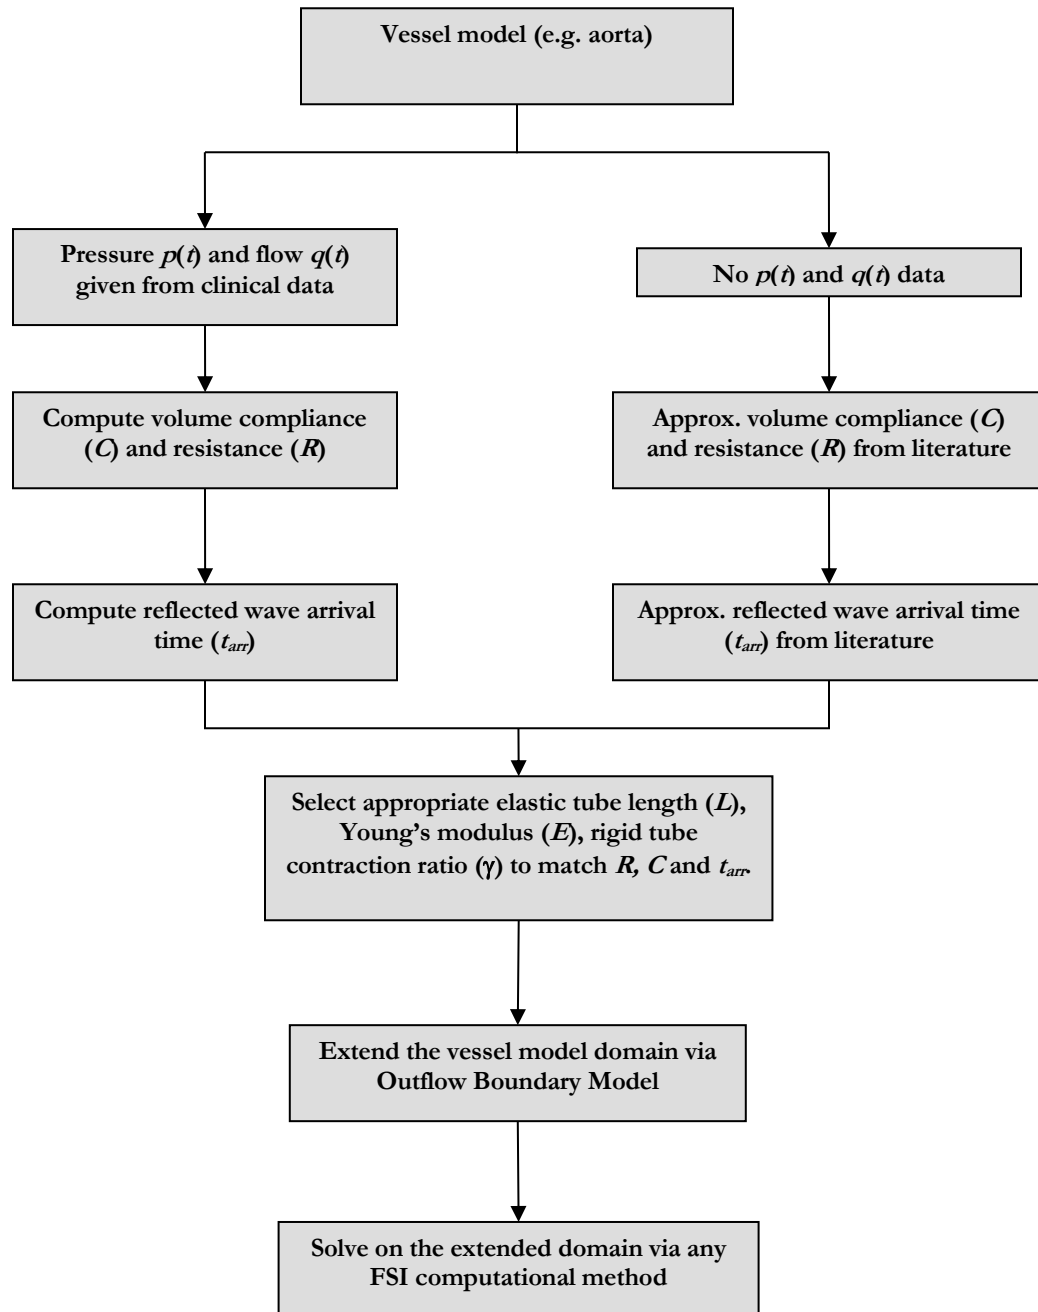 Vessel model (e.g. aorta)
Pressure p(t) and flow q(t)
given from clinical data
No p(t) and q(t) data
Compute volume compliance
(C) and resistance (R)
Approx. volume compliance (C)
and resistance (R) from literature
Compute reflected wave arrival
time (tarr)
Approx. reflected wave arrival time
(tarr) from literature
Select appropriate elastic tube length (L),
Young’s modulus (E), rigid tube
contraction ratio (γ) to match R, C and tarr.
Extend the vessel model domain via
Outflow Boundary Model
Solve on the extended domain via any
FSI computational method